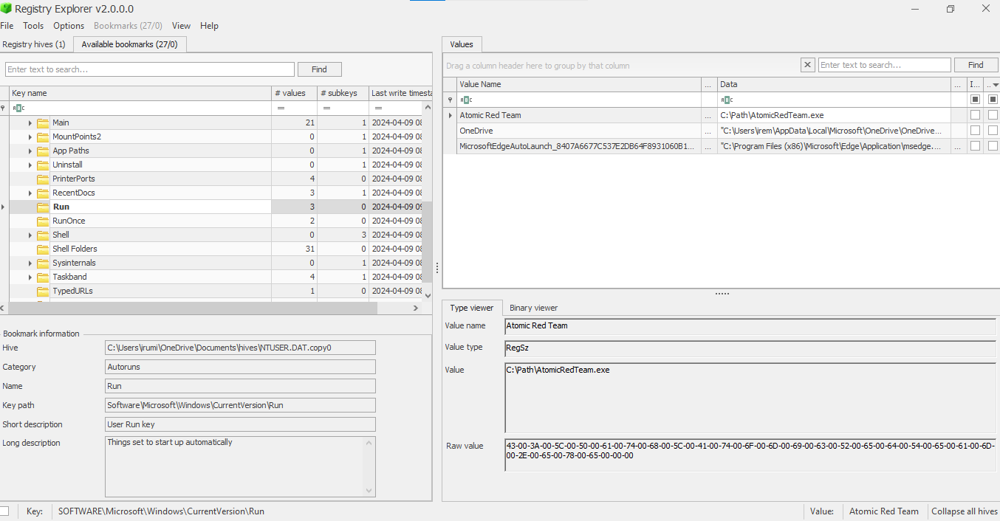 Registry Explorer v2.0.0.0
File Tools Options Bookmarks (27/0) View Help
Registry hives (1) Available bookmarks (27/0)
Enter text to search... Find
Key name # values # subkeys Last write timesta
= = =
Main 21 1 2024-04-09 08
MountPoints2 0 1 2024-04-09 08
App Paths 0 1 2024-04-09 08
Uninstall 0 1 2024-04-09 08
PrinterPorts 4 0 2024-04-09 08
RecentDocs 3 1 2024-04-09 08
Run 3 0 2024-04-09 09
RunOnce 2 0 2024-04-09 08
Shell 0 3 2024-04-09 08
Shell Folders 31 0 2024-04-09 08
Sysinternals 0 1 2024-04-09 08
Taskband 4 1 2024-04-09 08
TypedURLs 1 0 2024-04-09 08
Bookmark information
Hive C:\Users\irumi\OneDrive\Documents\hives\NTUSER.DAT.copy0
Category Autoruns
Name Run
Key path Software\Microsoft\Windows\CurrentVersion\Run
Short description User Run key
Long description Things set to start up automatically
Values
Drag a column header here to group by that column Enter text to search... Find
Value Name ... Data ... I... ...
Atomic Red Team ... C:\Path\AtomicRedTeam.exe
OneDrive ... "C:\Users\irem\AppData\Local\Microsoft\OneDrive\OneDrive...
MicrosoftEdgeAutoLaunch_8407A6677C537E2DB64F8931060B1... ... "C:\Program Files (x86)\Microsoft\Edge\Application\msedge.... ...
Type viewer Binary viewer
Value name Atomic Red Team
Value type RegSz
Value C:\Path\AtomicRedTeam.exe
Raw value 43-00-3A-00-5C-00-50-00-61-00-74-00-68-00-5C-00-41-00-74-00-6F-00-6D-00-69-00-63-00-52-00-65-00-64-00-54-00-65-00-61-00-6D-
00-2E-00-65-00-78-00-65-00-00-00
Key: SOFTWARE\Microsoft\Windows\CurrentVersion\Run Value: Atomic Red Team Collapse all hives